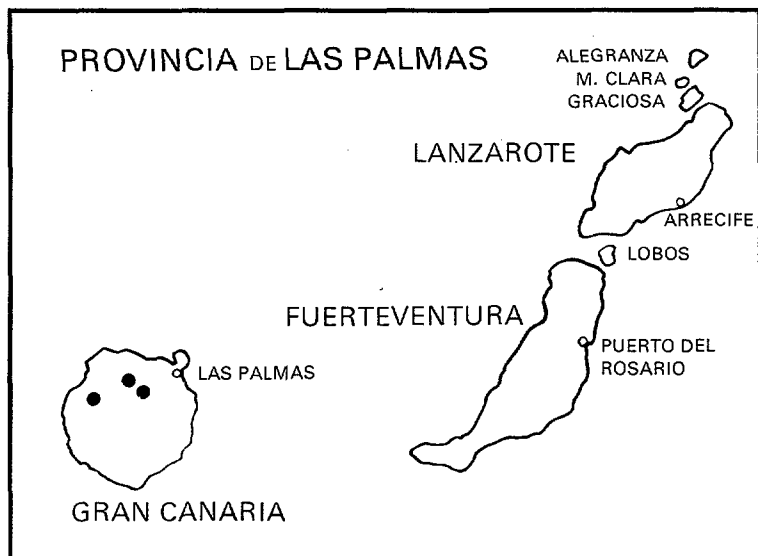 PROVINCIA DE LAS PALMAS
ALEGRANZA
M. CLARA
GRACIOSA
LANZAROTE
ARRECIFE
LOBOS
FUERTEVENTURA
PUERTO DEL
ROSARIO
LAS PALMAS
GRAN CANARIA